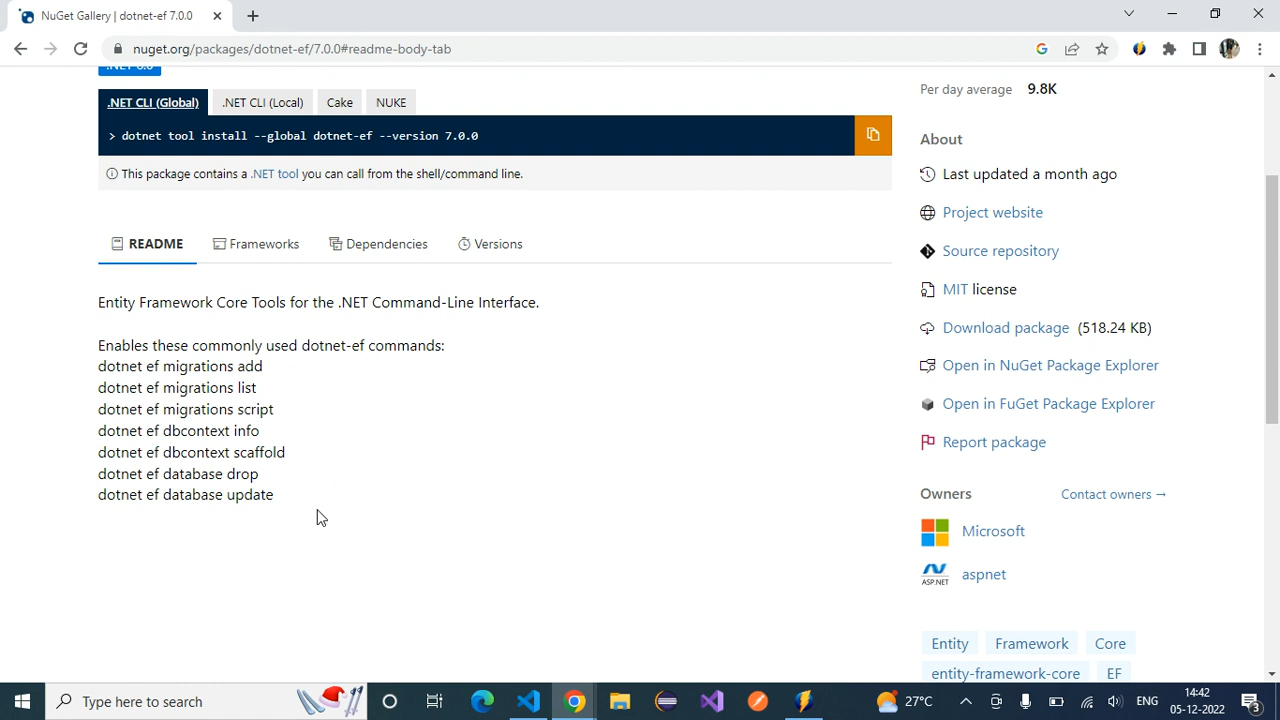 NuGet Gallery | dotnet-ef 7.0.0
nuget.org/packages/dotnet-ef/7.0.0#readme-body-tab
.NET 6.0
.NET CLI (Global)
.NET CLI (Local)
Cake
NUKE
> dotnet tool install --global dotnet-ef --version 7.0.0
This package contains a .NET tool you can call from the shell/command line.
README
Frameworks
Dependencies
Versions
Entity Framework Core Tools for the .NET Command-Line Interface.
Enables these commonly used dotnet-ef commands:
dotnet ef migrations add
dotnet ef migrations list
dotnet ef migrations script
dotnet ef dbcontext info
dotnet ef dbcontext scaffold
dotnet ef database drop
dotnet ef database update
Per day average 9.8K
About
Last updated a month ago
Project website
Source repository
MIT license
Download package (518.24 KB)
Open in NuGet Package Explorer
Open in FuGet Package Explorer
Report package
Owners
Contact owners →
Microsoft
ASP.NET
aspnet
Entity
Framework
Core
entity-framework-core
EF
Type here to search
27°C
ENG
14:42
05-12-2022
3